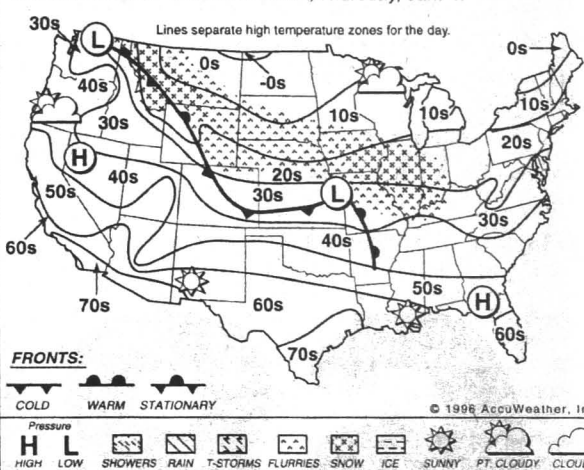 Lines separate high temperature zones for the day.
30s
L
0s
0s
-0s
40s
10s
10s
10s
30s
20s
H
20s
50s
40s
30s
L
30s
40s
60s
50s
70s
60s
H
60s
70s
FRONTS:
COLD WARM STATIONARY
© 1996 AccuWeather, In
Pressure
H L
HIGH LOW SHOWERS RAIN T-STORMS FLURRIES SNOW ICE SUNNY PT. CLOUDY CLOU